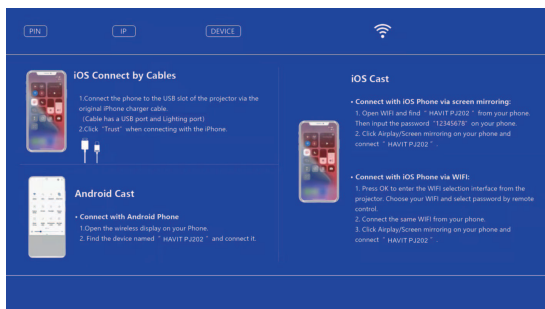 PIN
IP
DEVICE
iOS Connect by Cables
1.Connect the phone to the USB slot of the projector via the
original iPhone charger cable.
（Cable has a USB port and Lighting port）
2.Click “Trust” when connecting with the iPhone.
Android Cast
• Connect with Android Phone
1.Open the wireless display on your Phone.
2. Find the device named “ HAVIT PJ202 ” and connect it.
iOS Cast
• Connect with iOS Phone via screen mirroring:
1. Open WIFI and find “ HAVIT PJ202 ” from your phone.
Then input the password “12345678” on your phone.
2. Click Airplay/Screen mirroring on your phone and
connect “ HAVIT PJ202 ” .
• Connect with iOS Phone via WIFI:
1. Press OK to enter the WIFI selection interface from the
projector. Choose your WIFI and select password by remote
control.
2. Connect the same WIFI from your phone.
3. Click Airplay/Screen mirroring on your phone and
connect “ HAVIT PJ202 ” .